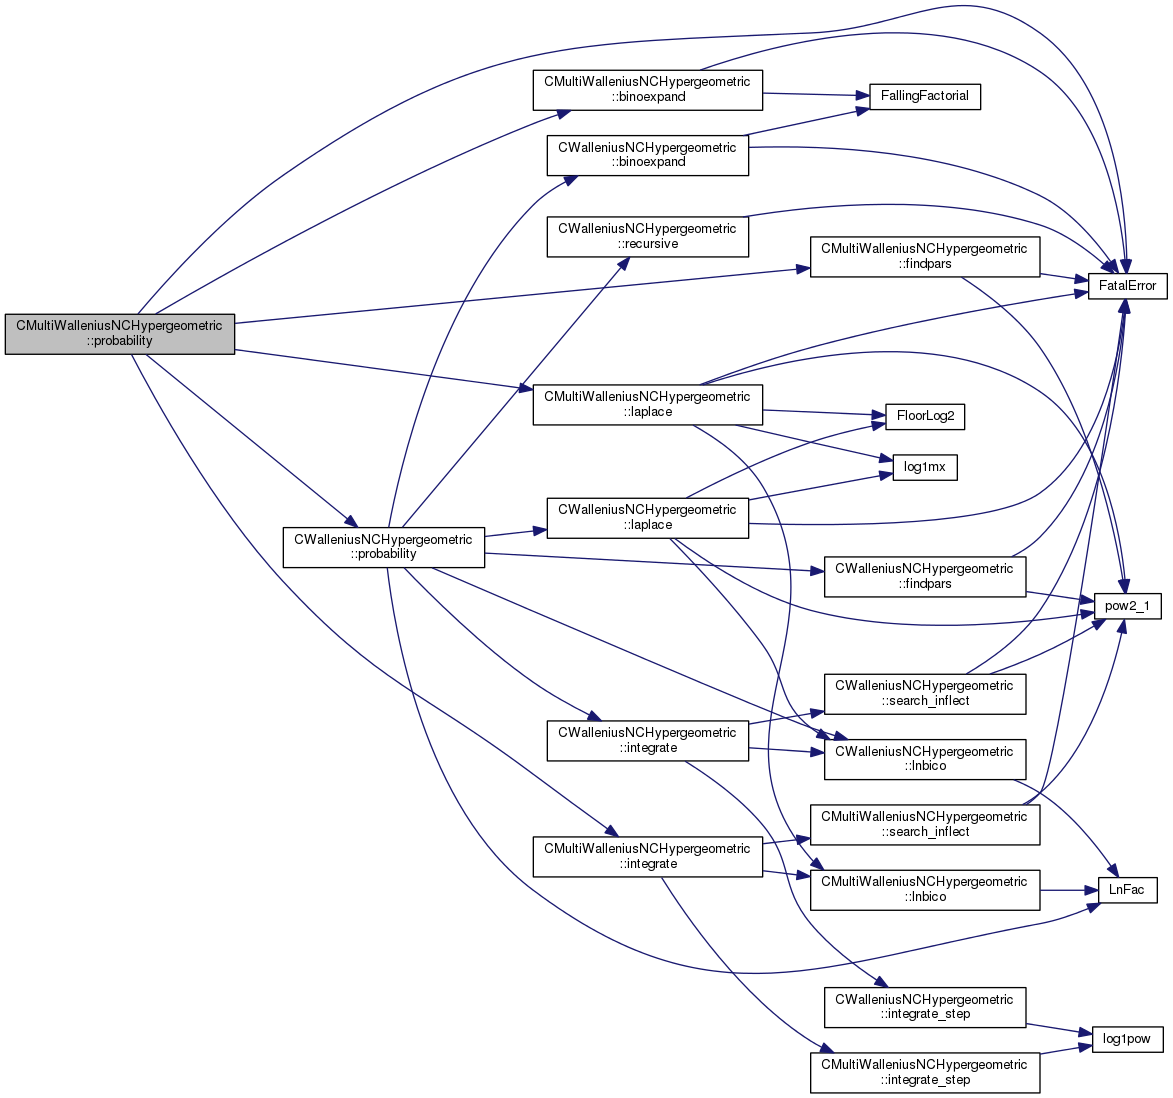 CMultiWalleniusNCHypergeometric
::probability
CWalleniusNCHypergeometric
::probability
CMultiWalleniusNCHypergeometric
::binoexpand
CWalleniusNCHypergeometric
::binoexpand
CWalleniusNCHypergeometric
::recursive
CMultiWalleniusNCHypergeometric
::laplace
CWalleniusNCHypergeometric
::laplace
CWalleniusNCHypergeometric
::integrate
CMultiWalleniusNCHypergeometric
::integrate
FallingFactorial
CMultiWalleniusNCHypergeometric
::findpars
FloorLog2
log1mx
CWalleniusNCHypergeometric
::findpars
CWalleniusNCHypergeometric
::search_inflect
CWalleniusNCHypergeometric
::lnbico
CMultiWalleniusNCHypergeometric
::search_inflect
CMultiWalleniusNCHypergeometric
::lnbico
CWalleniusNCHypergeometric
::integrate_step
CMultiWalleniusNCHypergeometric
::integrate_step
FatalError
pow2_1
LnFac
log1pow